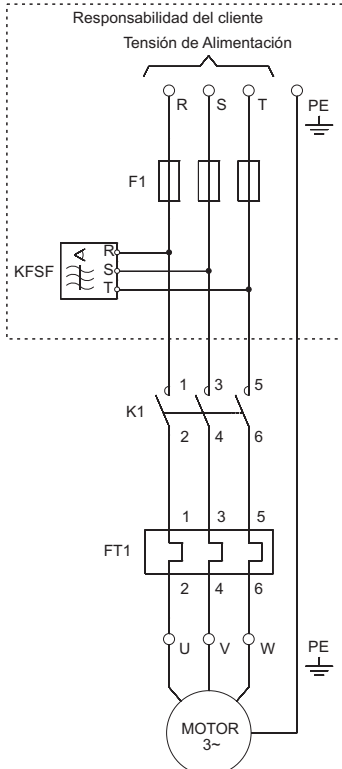 Responsabilidad del cliente
Tensión de Alimentación
R S T PE
F1
KFSF
R
S
T
1 3 5
K1
2 4 6
1 3 5
FT1
2 4 6
U V W PE
MOTOR
3~